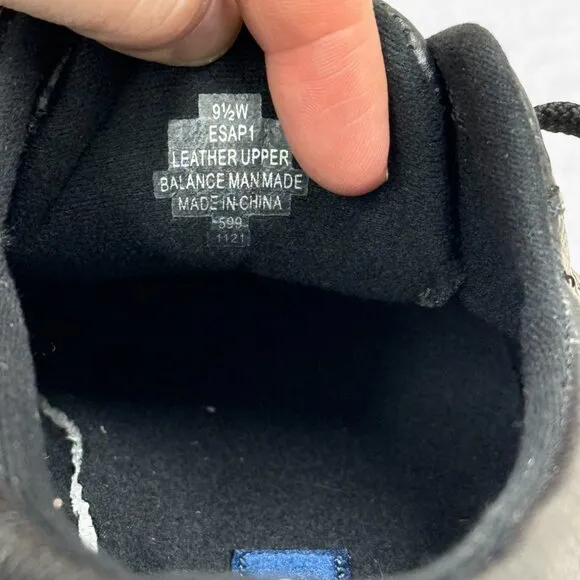 9½W
ESAP1
LEATHER UPPER
BALANCE MAN MADE
MADE IN CHINA
599
1121